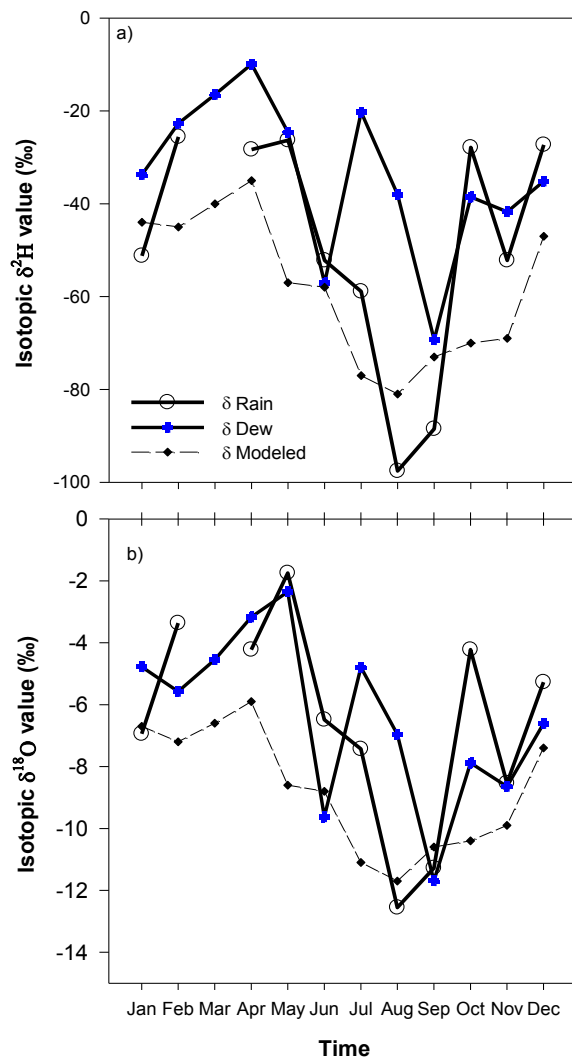 a)
Isotopic δ²H value (‰)
0
-20
-40
-60
-80
-100
δ Rain
δ Dew
δ Modeled
b)
Isotopic δ¹⁸O value (‰)
0
-2
-4
-6
-8
-10
-12
-14
Jan Feb Mar Apr May Jun Jul Aug Sep Oct Nov Dec
Time